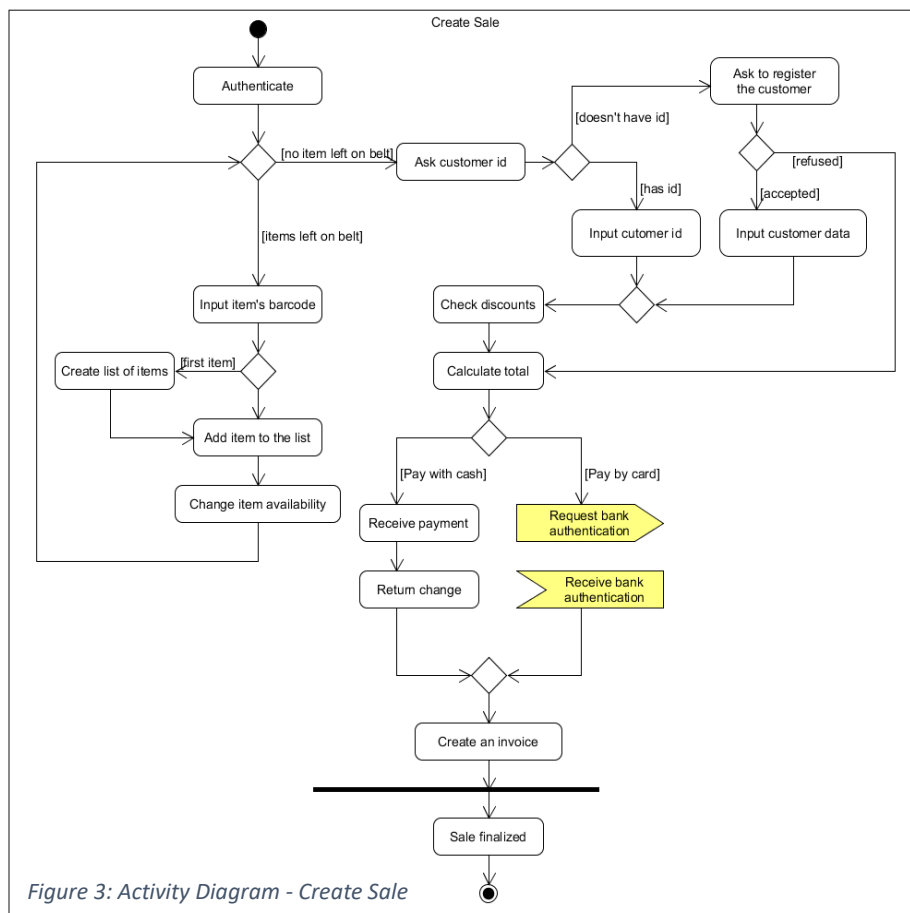 Create Sale
Authenticate
Ask to register
the customer
[doesn't have id]
[no item left on belt]
Ask customer id
[refused]
[has id]
[accepted]
[items left on belt]
Input cutomer id
Input customer data
Input item's barcode
Check discounts
[first item]
Create list of items
Calculate total
Add item to the list
[Pay with cash]
[Pay by card]
Change item availability
Receive payment
Request bank
authentication
Return change
Receive bank
authentication
Create an invoice
Sale finalized
Figure 3: Activity Diagram - Create Sale